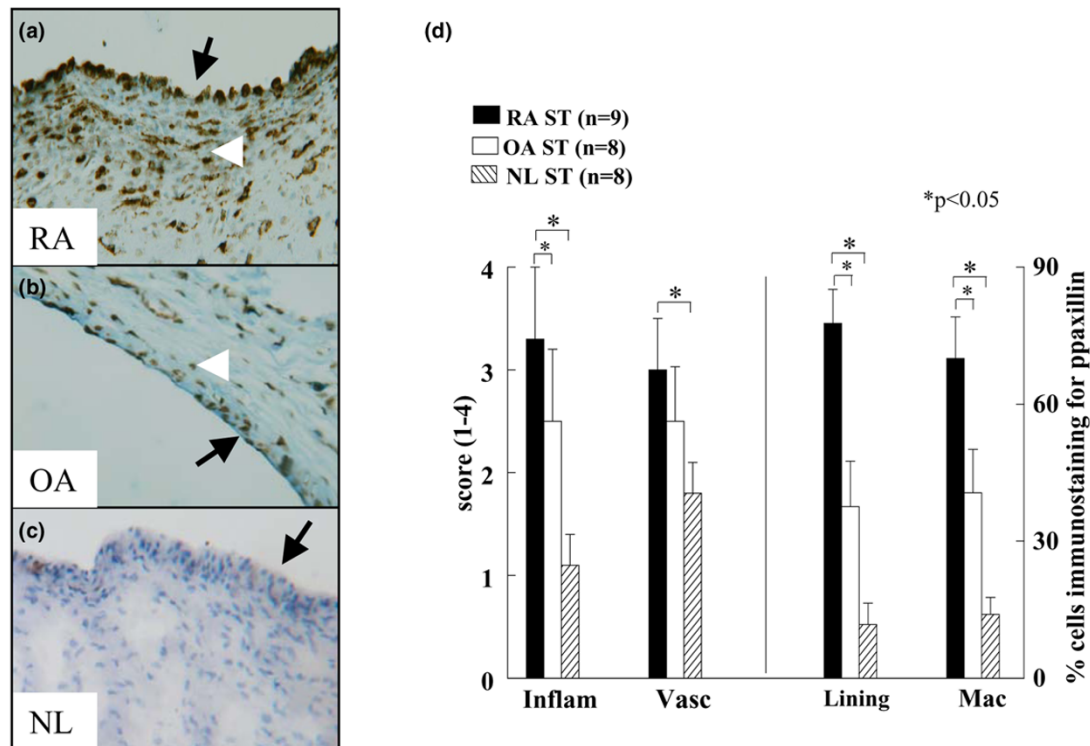 (a)
RA
(b)
OA
(c)
NL
(d)
RA ST (n=9)
OA ST (n=8)
NL ST (n=8)
*p<0.05
* * * * * * *
score (1-4)
4
3
2
1
0
% cells immunostaining for ppaxillin
90
60
30
0
Inflam Vasc Lining Mac